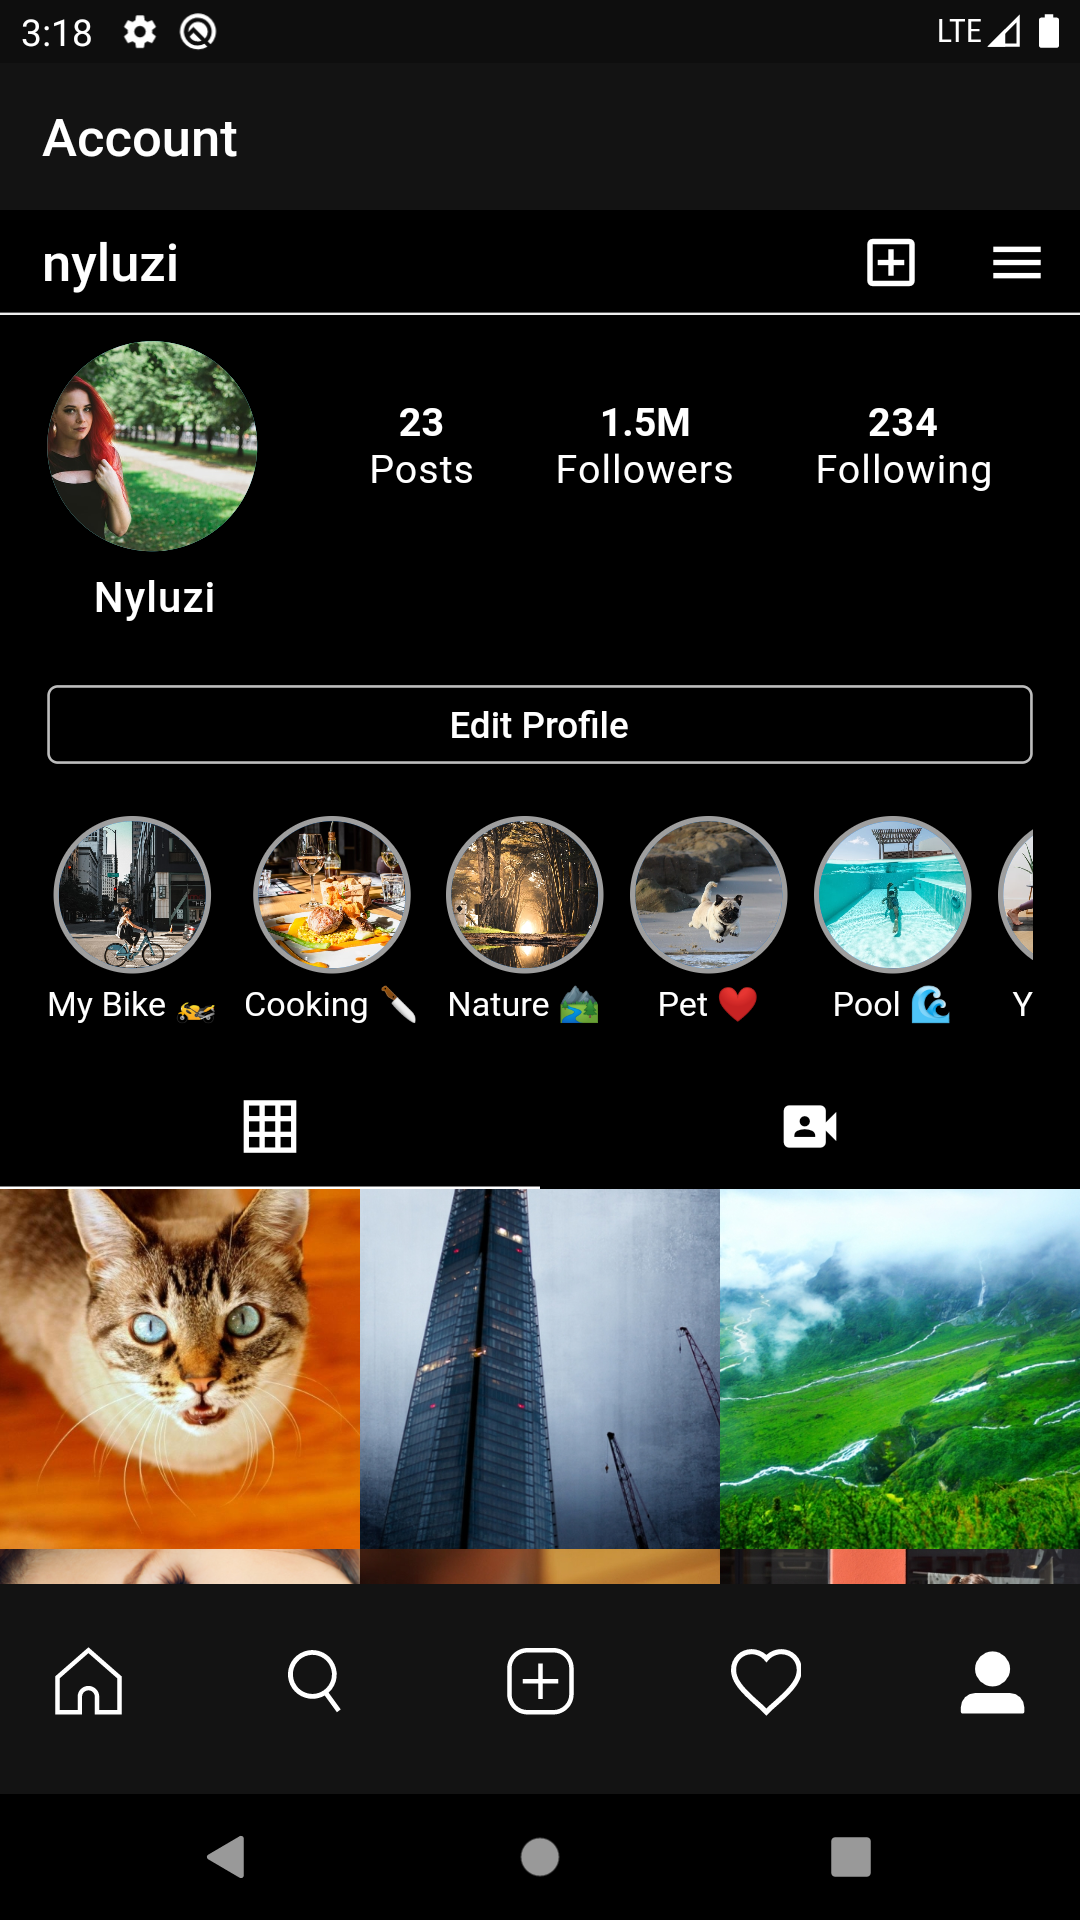 3:18 LTE
Account
nyluzi
23 1.5M 234
Posts Followers Following
Nyluzi
Edit Profile
My Bike 🏍️ Cooking 🔪 Nature 🏞️ Pet ❤️ Pool 🌊 Y